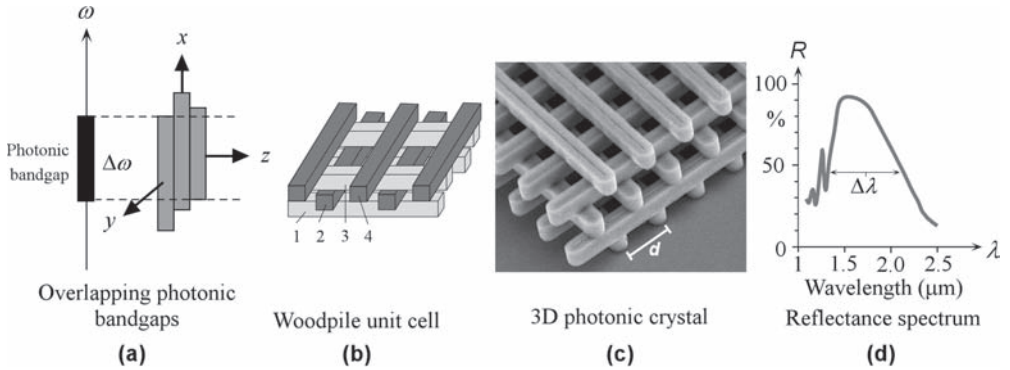 ω
x
Photonic
bandgap
Δω
z
y
Overlapping photonic
bandgaps
(a)
1 2 3 4
Woodpile unit cell
(b)
d
3D photonic crystal
(c)
R
100
%
50
Δλ
0
λ
1 1.5 2.0 2.5
Wavelength (μm)
Reflectance spectrum
(d)